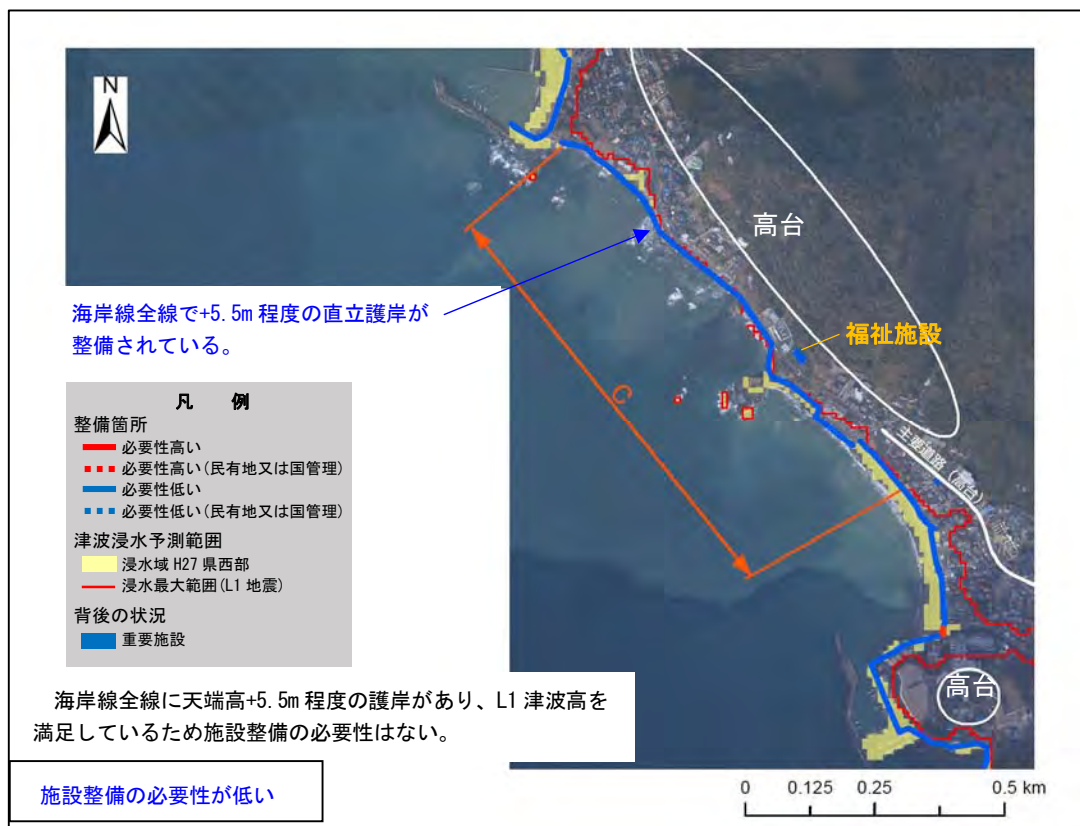 N
高台
海岸線全線で+5.5m 程度の直立護岸が
整備されている。
福祉施設
C
主要道路（高台）
凡　例
整備箇所
必要性高い
必要性高い(民有地又は国管理)
必要性低い
必要性低い(民有地又は国管理)
津波浸水予測範囲
浸水域 H27 県西部
浸水最大範囲(L1 地震)
背後の状況
重要施設
高台
海岸線全線に天端高+5.5m 程度の護岸があり、L1 津波高を
満足しているため施設整備の必要性はない。
施設整備の必要性が低い
0 0.125 0.25 0.5 km